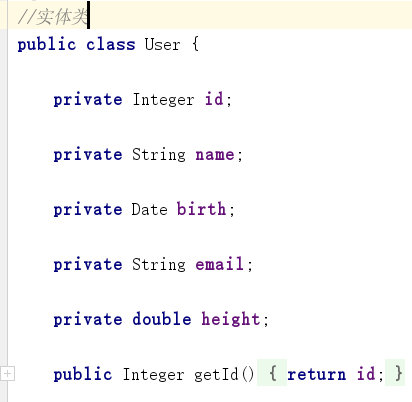 //实体类
public class User {
private Integer id;
private String name;
private Date birth;
private String email;
private double height;
public Integer getId() { return id; }